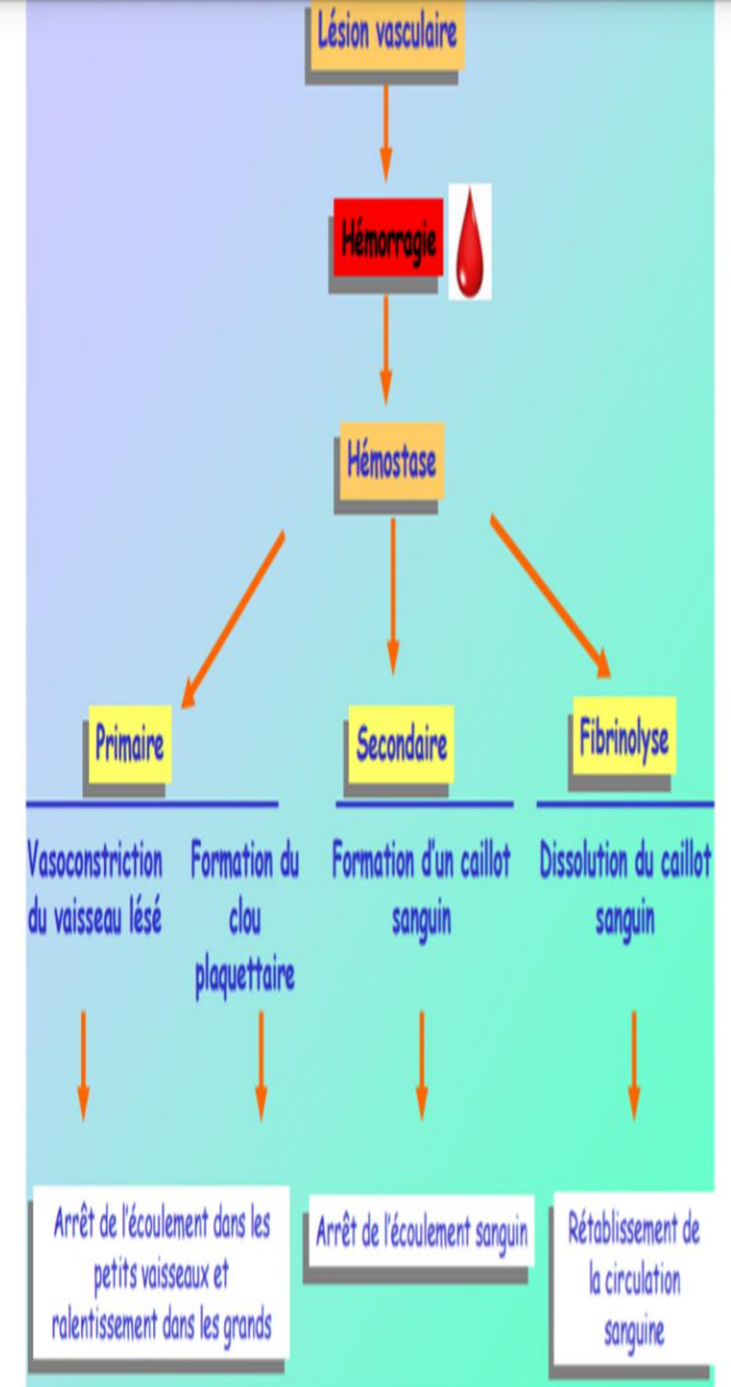 Lésion vasculaire
Hémorragie
Hémostase
Primaire
Secondaire
Fibrinolyse
Vasoconstriction
du vaisseau lésé
Formation du
clou
plaquettaire
Formation d'un caillot
sanguin
Dissolution du caillot
sanguin
Arrêt de l'écoulement dans les
petits vaisseaux et
ralentissement dans les grands
Arrêt de l'écoulement sanguin
Rétablissement de
la circulation
sanguine